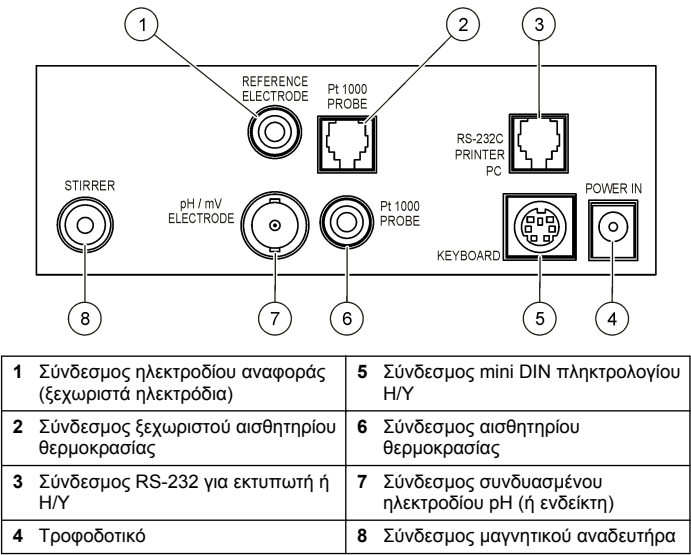 1
2
3
REFERENCE
ELECTRODE
Pt 1000
PROBE
RS-232C
PRINTER
PC
STIRRER
pH / mV
ELECTRODE
Pt 1000
PROBE
KEYBOARD
POWER IN
8
7
6
5
4
1 Σύνδεσμος ηλεκτροδίου αναφοράς
(ξεχωριστά ηλεκτρόδια)
5 Σύνδεσμος mini DIN πληκτρολογίου
Η/Υ
2 Σύνδεσμος ξεχωριστού αισθητηρίου
θερμοκρασίας
6 Σύνδεσμος αισθητηρίου
θερμοκρασίας
3 Σύνδεσμος RS-232 για εκτυπωτή ή
Η/Υ
7 Σύνδεσμος συνδυασμένου
ηλεκτροδίου pH (ή ενδείκτη)
4 Τροφοδοτικό
8 Σύνδεσμος μαγνητικού αναδευτήρα